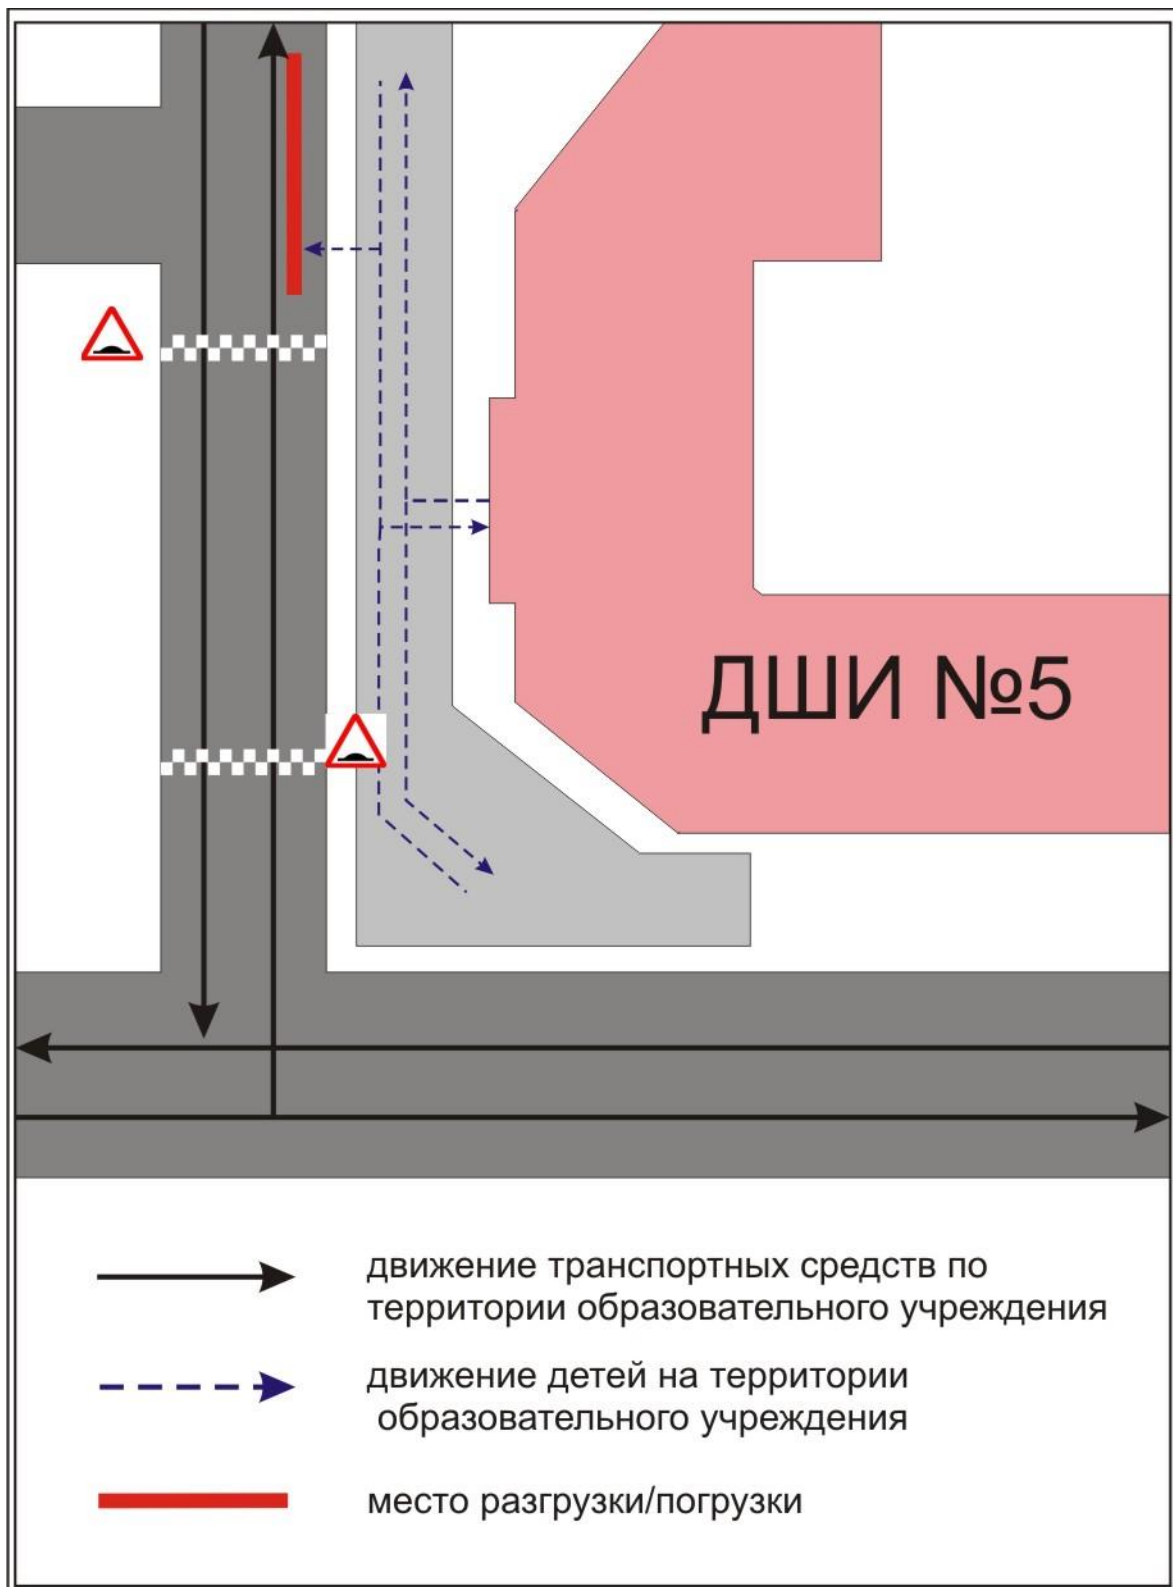 ДШИ №5
движение транспортных средств по
территории образовательного учреждения
движение детей на территории
образовательного учреждения
место разгрузки/погрузки